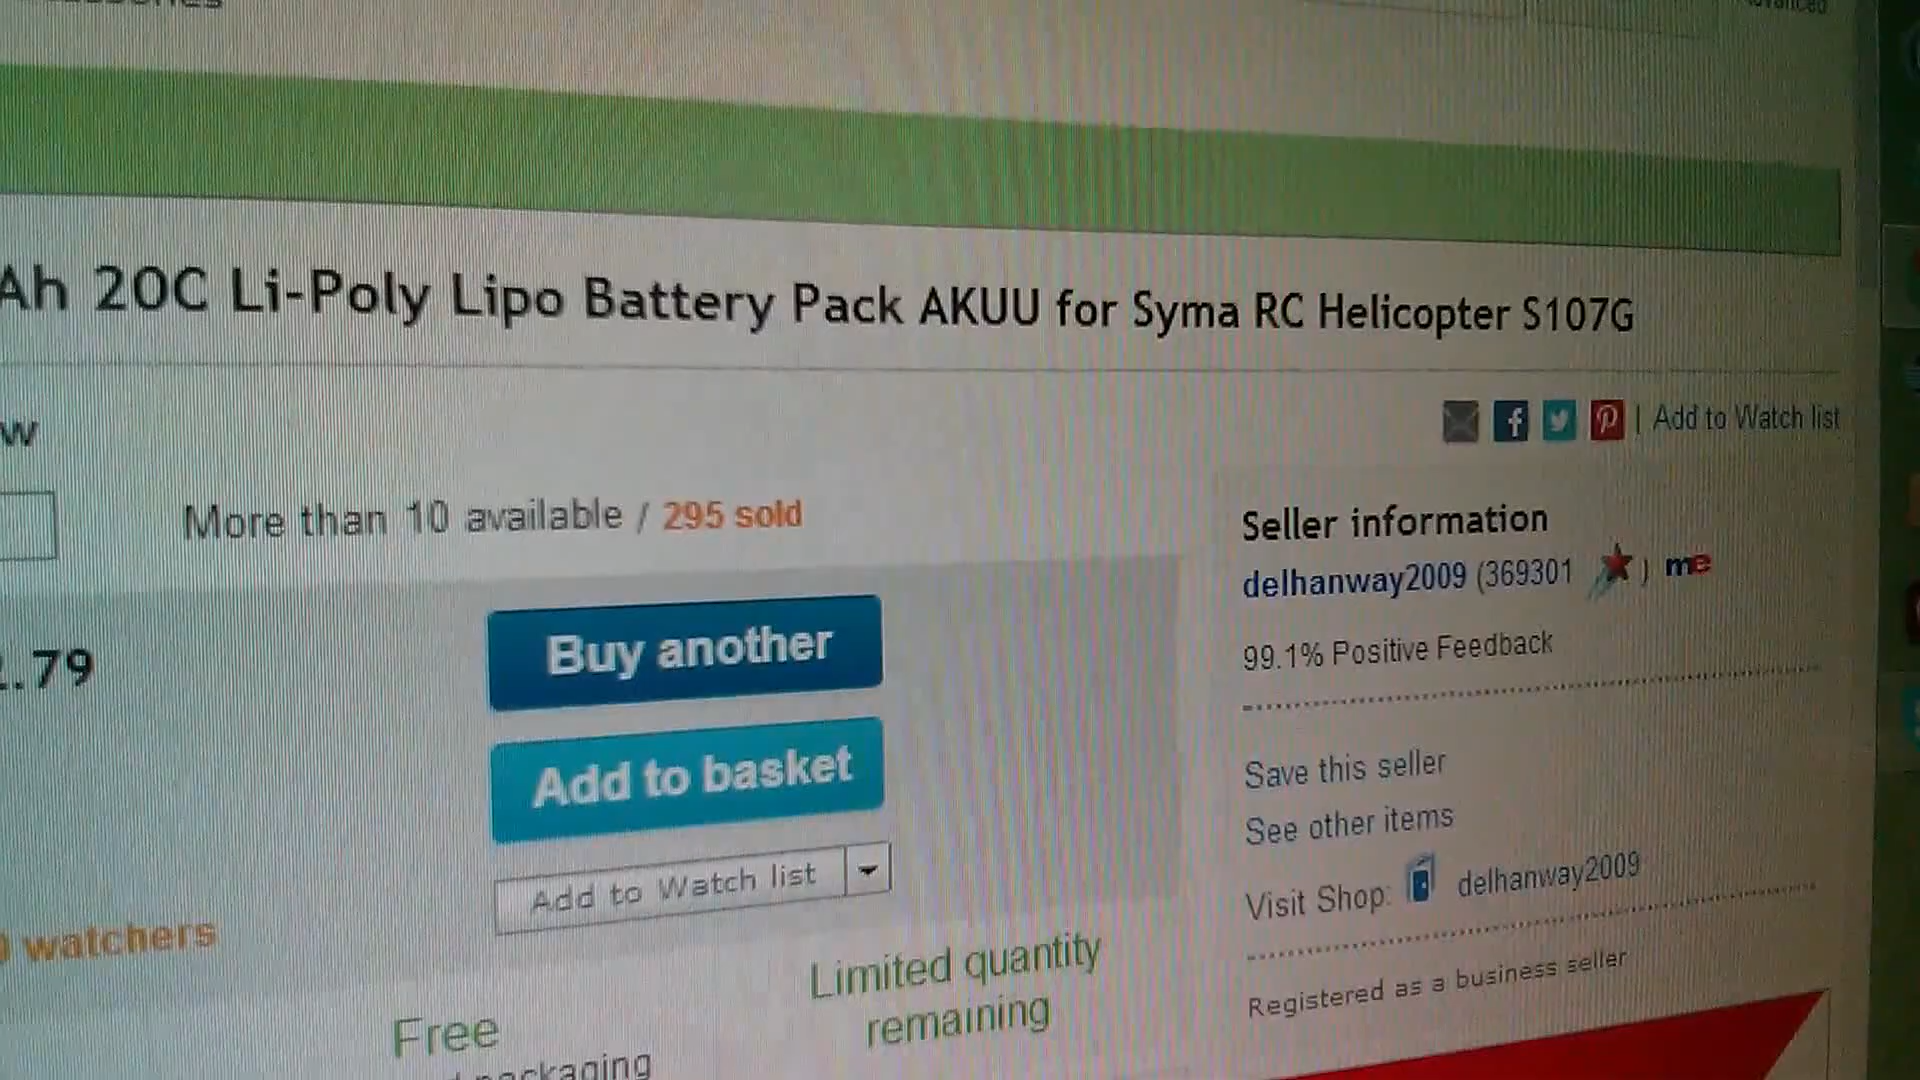 Ah 20C Li-Poly Lipo Battery Pack AKUU for Syma RC Helicopter S107G
| Add to Watch list
More than 10 available / 295 sold
Seller information
delhanway2009 (369301 ) me
99.1% Positive Feedback
.79
Buy another
Add to basket
Add to Watch list
Save this seller
See other items
Visit Shop: delhanway2009
watchers
Limited quantity
remaining
Registered as a business seller
Free
packaging